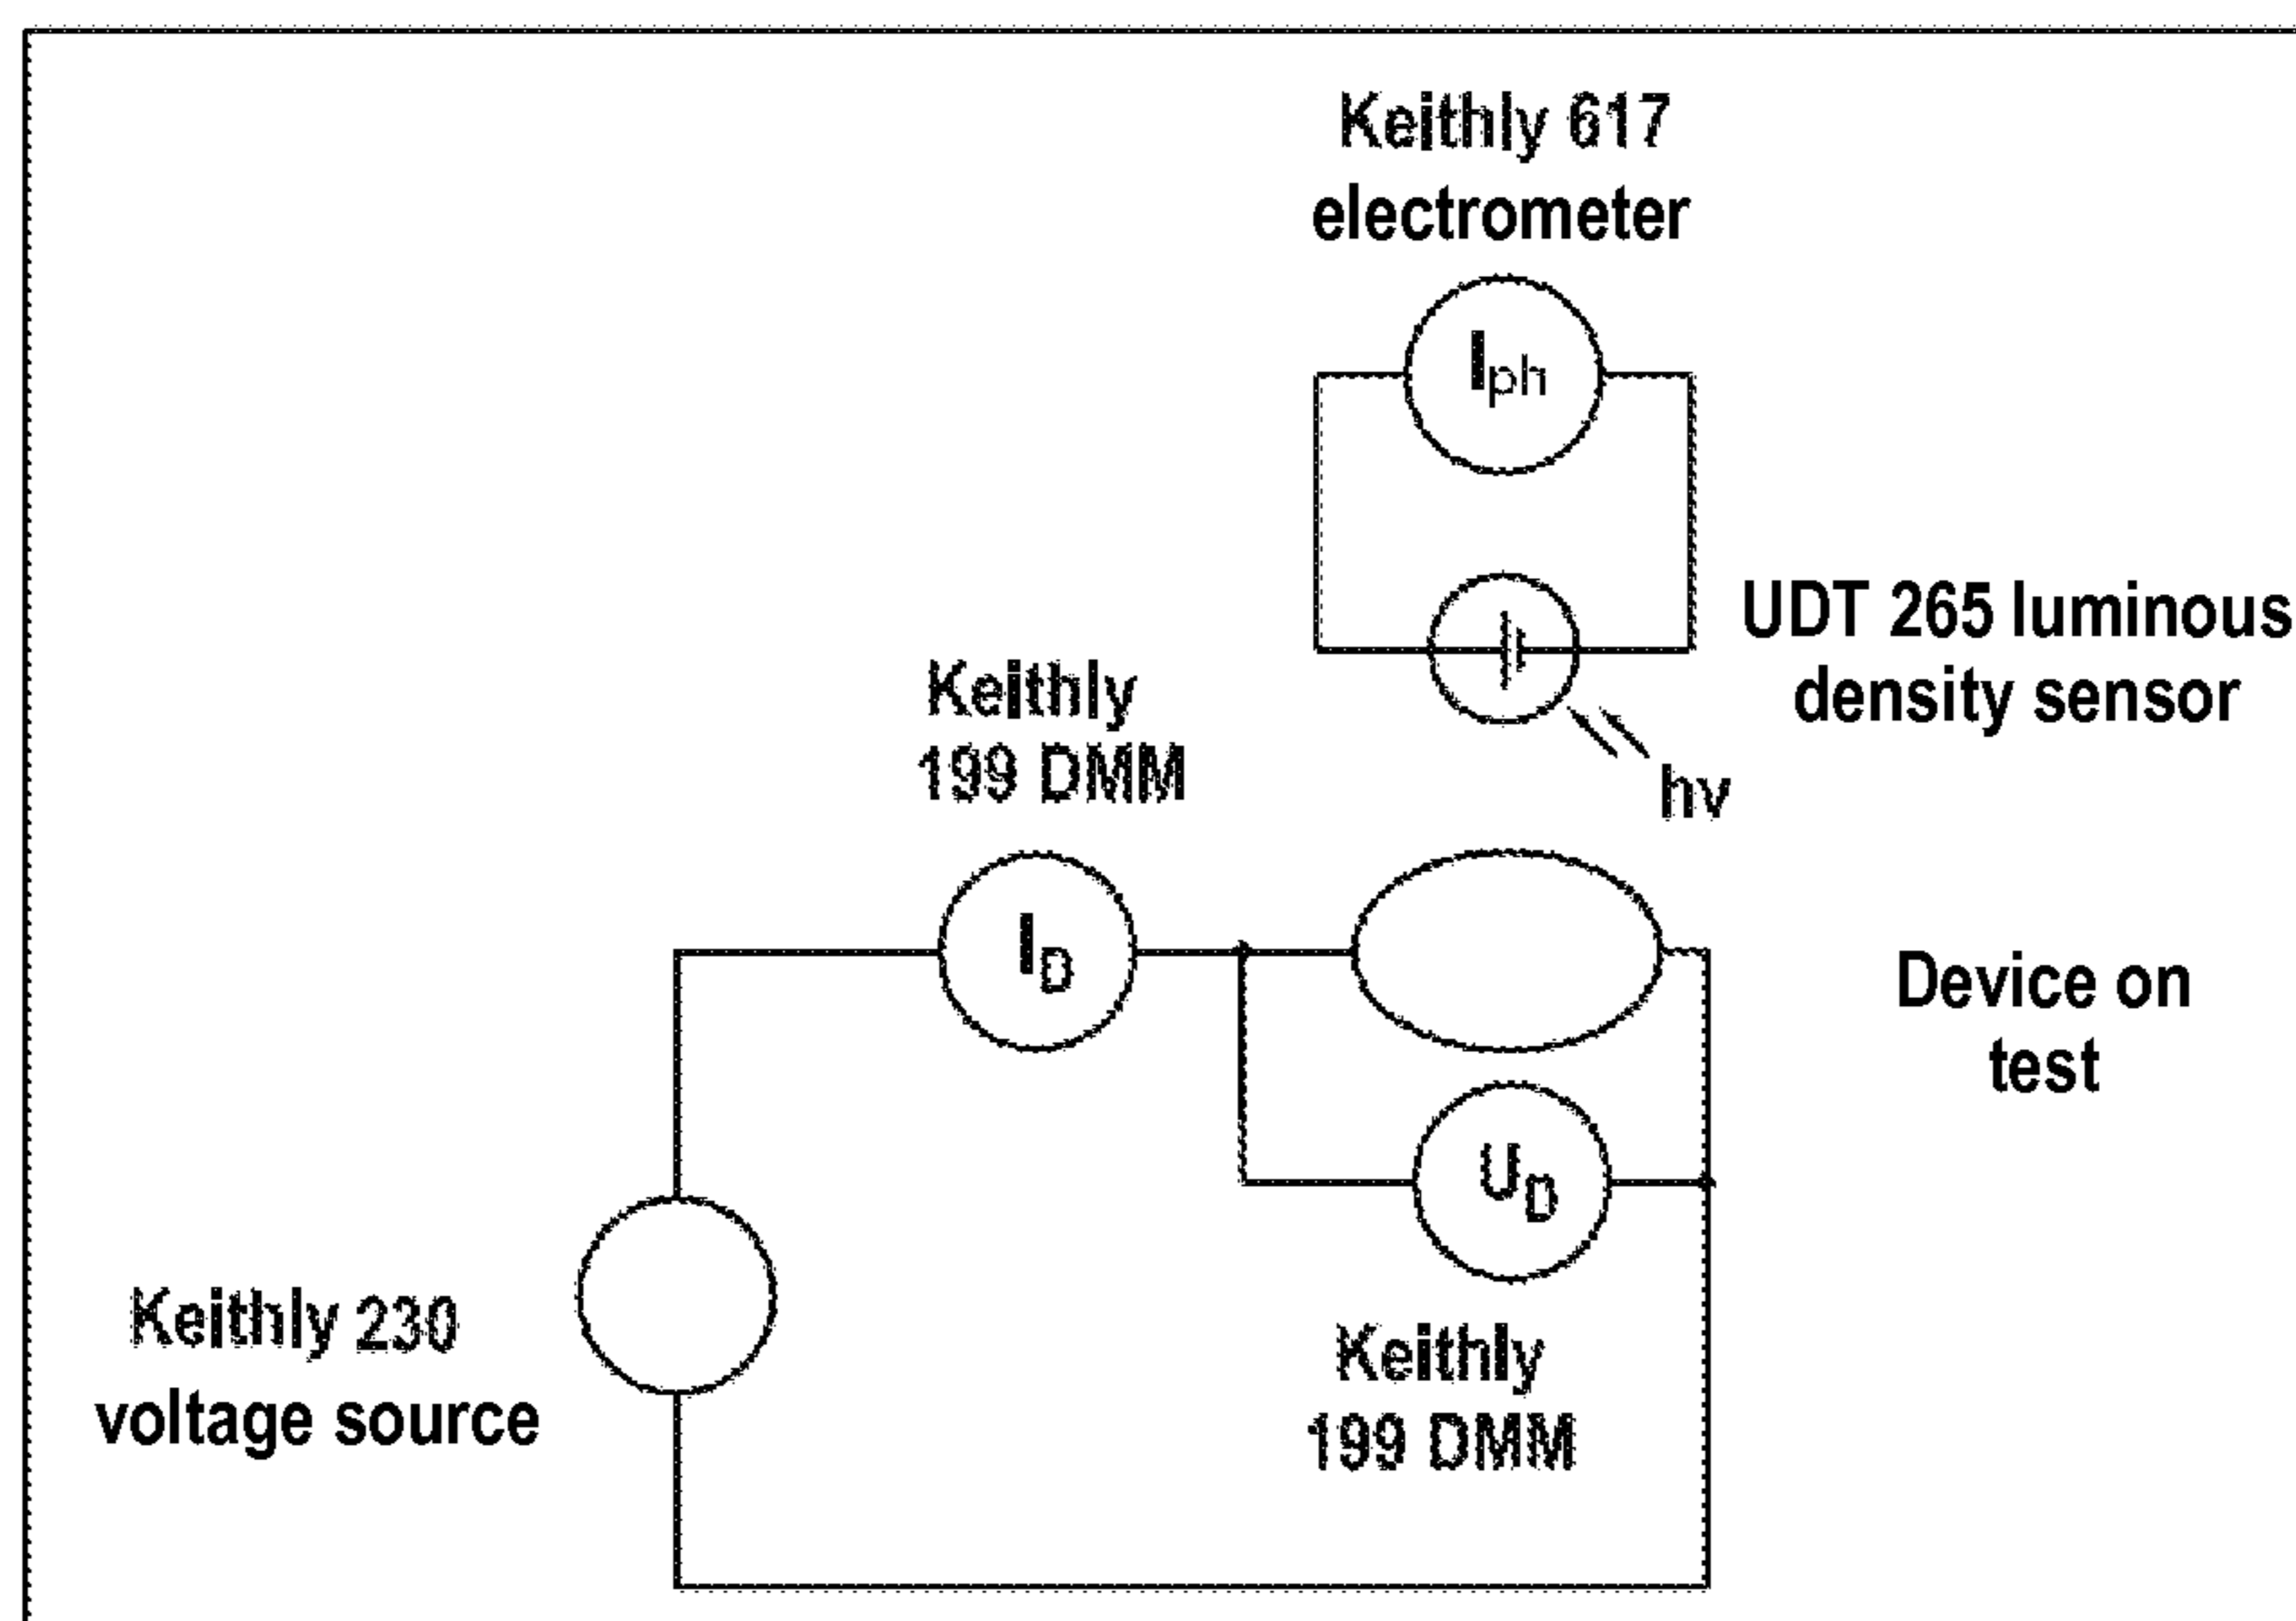 Keithly 617
electrometer
Iph
UDT 265 luminous
density sensor
hν
Keithly
199 DMM
ID
Device on
test
UD
Keithly
199 DMM
Keithly 230
voltage source